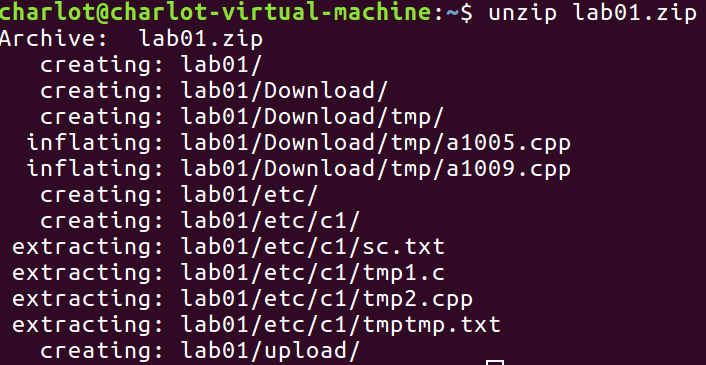 charlot@charlot-virtual-machine:~$ unzip lab01.zip
Archive:  lab01.zip
   creating: lab01/
   creating: lab01/Download/
   creating: lab01/Download/tmp/
  inflating: lab01/Download/tmp/a1005.cpp
  inflating: lab01/Download/tmp/a1009.cpp
   creating: lab01/etc/
   creating: lab01/etc/c1/
 extracting: lab01/etc/c1/sc.txt
 extracting: lab01/etc/c1/tmp1.c
 extracting: lab01/etc/c1/tmp2.cpp
 extracting: lab01/etc/c1/tmptmp.txt
   creating: lab01/upload/